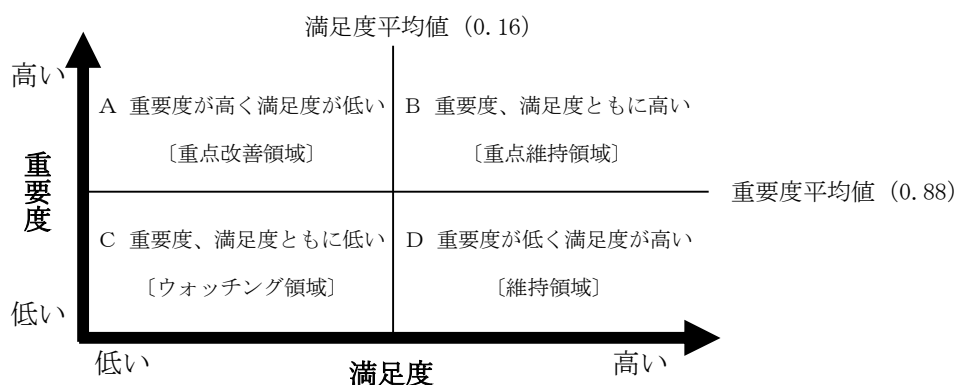 満足度平均値（0.16）
高い
A 重要度が高く満足度が低い
〔重点改善領域〕
B 重要度、満足度ともに高い
〔重点維持領域〕
重要度
重要度平均値（0.88）
C 重要度、満足度ともに低い
〔ウォッチング領域〕
D 重要度が低く満足度が高い
〔維持領域〕
低い
低い
満足度
高い